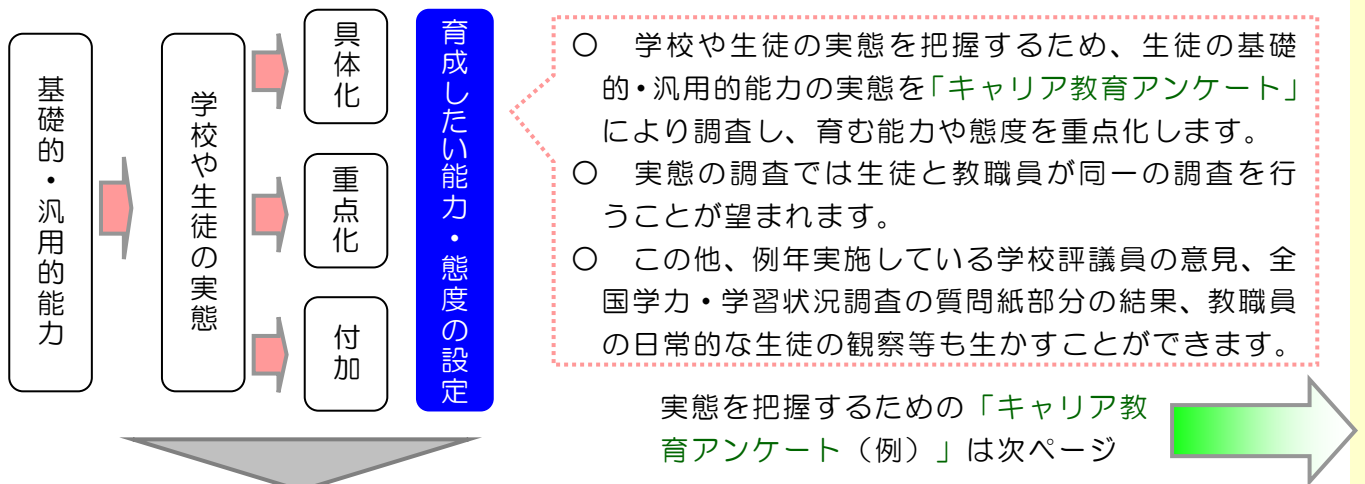 基礎的・汎用的能力
学校や生徒の実態
具体化
重点化
付加
育成したい能力・態度の設定
○　学校や生徒の実態を把握するため、生徒の基礎
的・汎用的能力の実態を「キャリア教育アンケート」
により調査し、育む能力や態度を重点化します。
○　実態の調査では生徒と教職員が同一の調査を行
うことが望まれます。
○　この他、例年実施している学校評議員の意見、全
国学力・学習状況調査の質問紙部分の結果、教職員
の日常的な生徒の観察等も生かすことができます。
実態を把握するための「キャリア教
育アンケート（例）」は次ページ